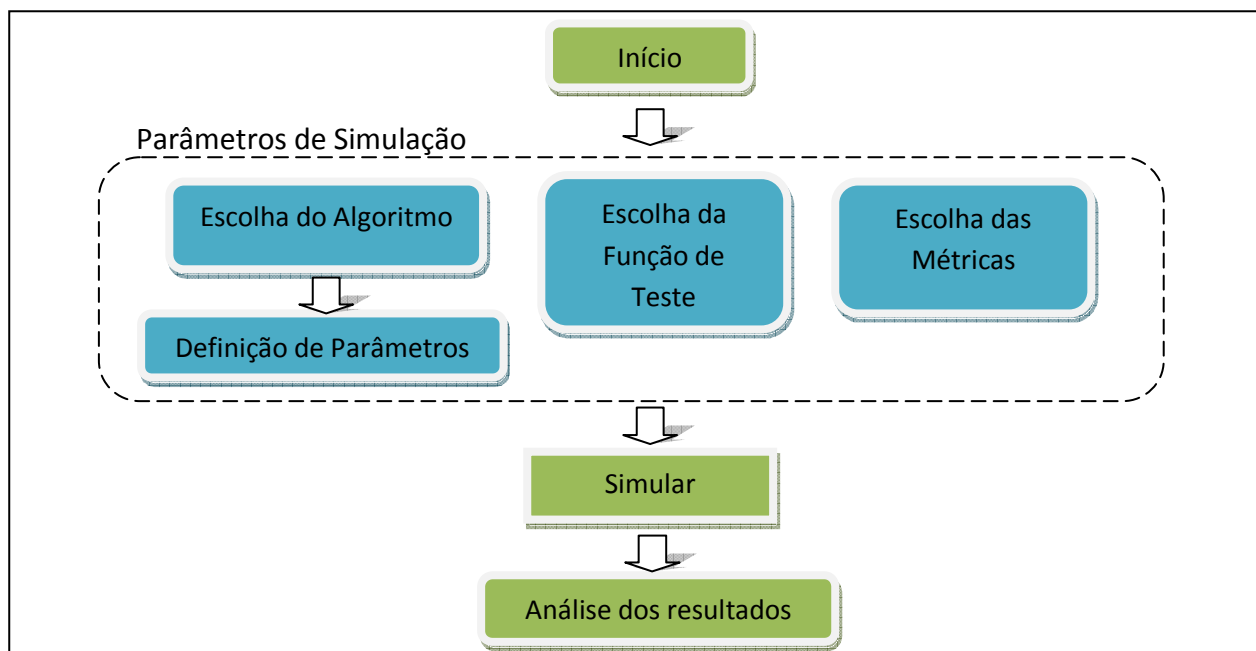 Início
Parâmetros de Simulação
Escolha do Algoritmo
Definição de Parâmetros
Escolha da
Função de
Teste
Escolha das
Métricas
Simular
Análise dos resultados